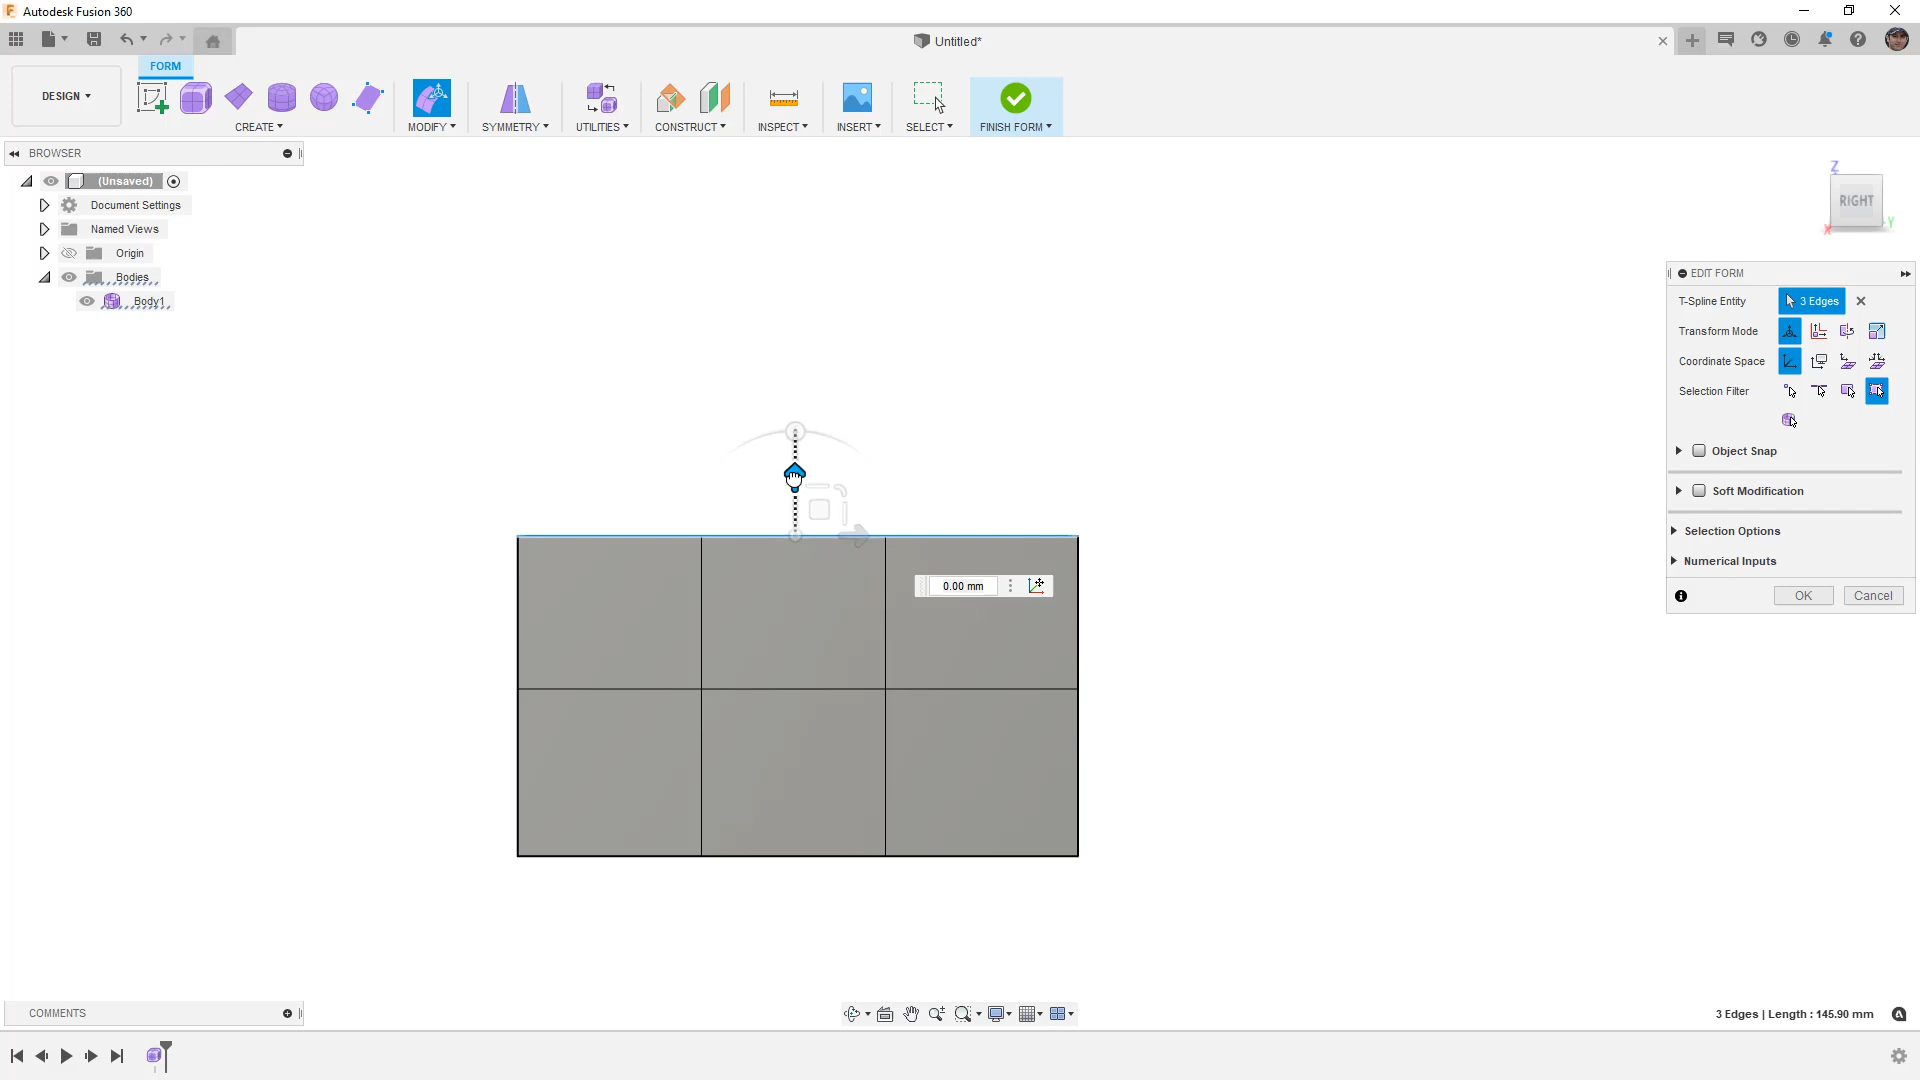 Autodesk Fusion 360
Untitled*
FORM
DESIGN
CREATE
MODIFY
SYMMETRY
UTILITIES
CONSTRUCT
INSPECT
INSERT
SELECT
FINISH FORM
BROWSER
(Unsaved)
Document Settings
Named Views
Origin
Bodies
Body1
Z
RIGHT
X
Y
EDIT FORM
T-Spline Entity
3 Edges
Transform Mode
Coordinate Space
Selection Filter
Object Snap
Soft Modification
Selection Options
Numerical Inputs
OK
Cancel
0.00 mm
COMMENTS
3 Edges | Length : 145.90 mm